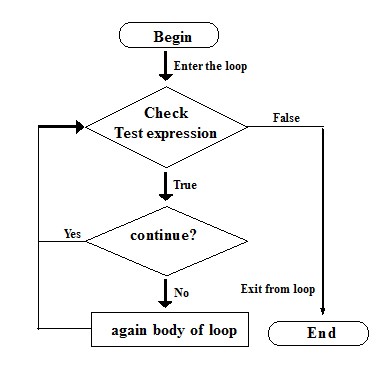 Begin
Enter the loop
Check
Test expression
False
True
continue?
Yes
No
Exit from loop
again body of loop
End